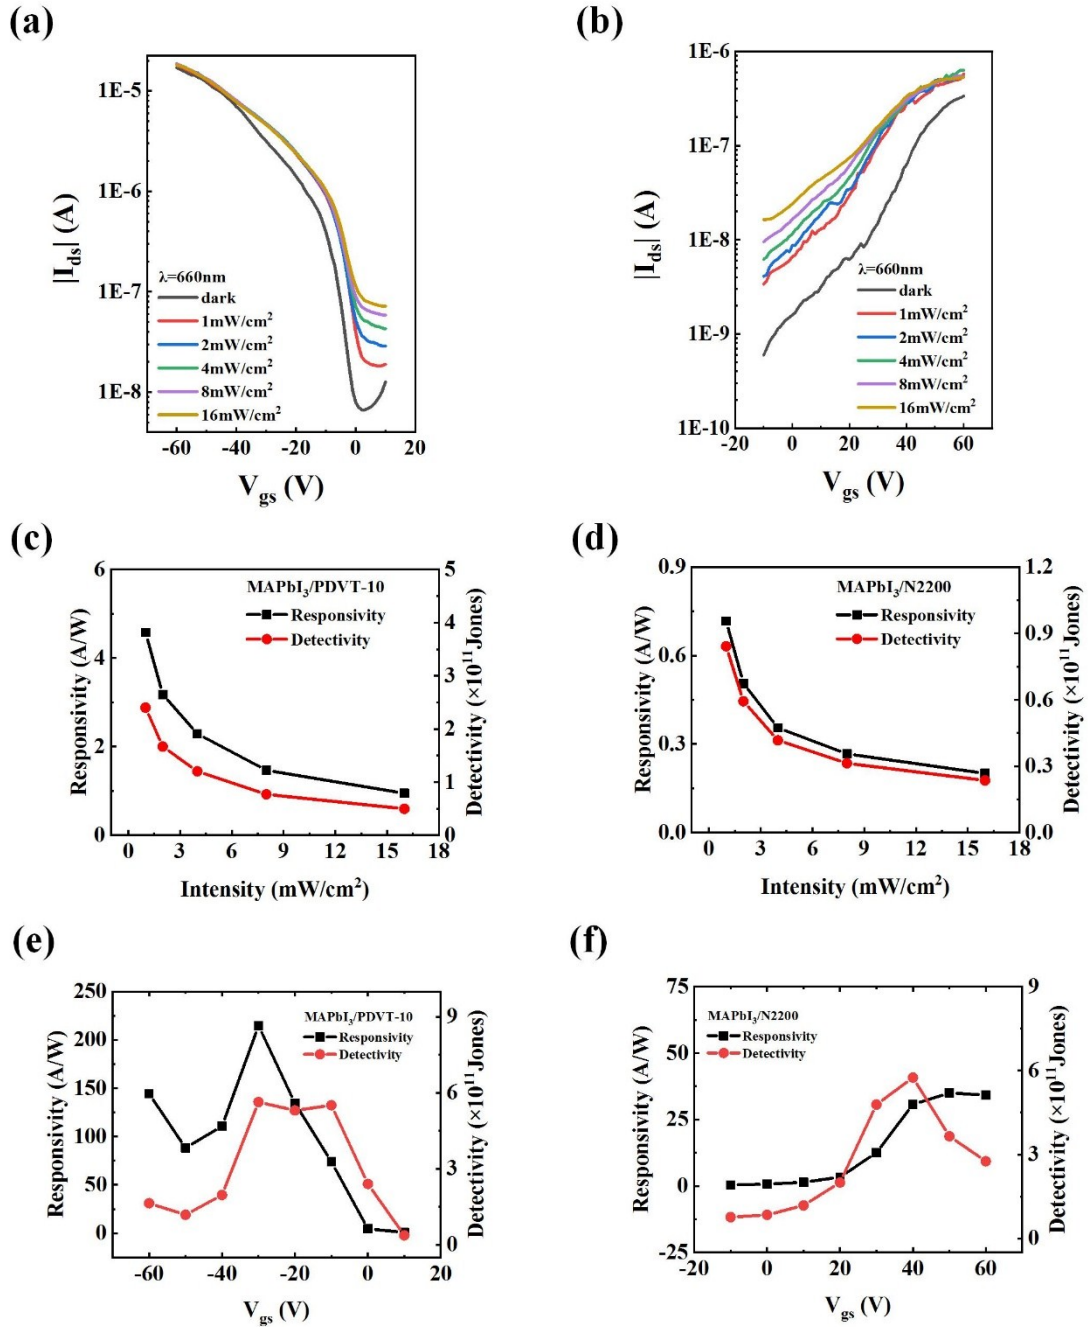 (a)
1E-5
1E-6
1E-7
1E-8
|I_ds| (A)
λ=660nm
dark
1mW/cm²
2mW/cm²
4mW/cm²
8mW/cm²
16mW/cm²
-60 -40 -20 0 20
V_gs (V)
(b)
1E-6
1E-7
1E-8
1E-9
1E-10
|I_ds| (A)
λ=660nm
dark
1mW/cm²
2mW/cm²
4mW/cm²
8mW/cm²
16mW/cm²
-20 0 20 40 60
V_gs (V)
(c)
6
4
2
0
Responsivity (A/W)
MAPbI₃/PDVT-10
Responsivity
Detectivity
5
4
3
2
1
0
Detectivity (×10¹¹Jones)
0 3 6 9 12 15 18
Intensity (mW/cm²)
(d)
0.9
0.6
0.3
0.0
Responsivity (A/W)
MAPbI₃/N2200
Responsivity
Detectivity
1.2
0.9
0.6
0.3
0.0
Detectivity (×10¹¹Jones)
0 3 6 9 12 15 18
Intensity (mW/cm²)
(e)
250
200
150
100
50
0
Responsivity (A/W)
MAPbI₃/PDVT-10
Responsivity
Detectivity
9
6
3
0
Detectivity (×10¹¹Jones)
-60 -40 -20 0 20
V_gs (V)
(f)
75
50
25
0
-25
Responsivity (A/W)
MAPbI₃/N2200
Responsivity
Detectivity
9
6
3
0
Detectivity (×10¹¹Jones)
-20 0 20 40 60
V_gs (V)